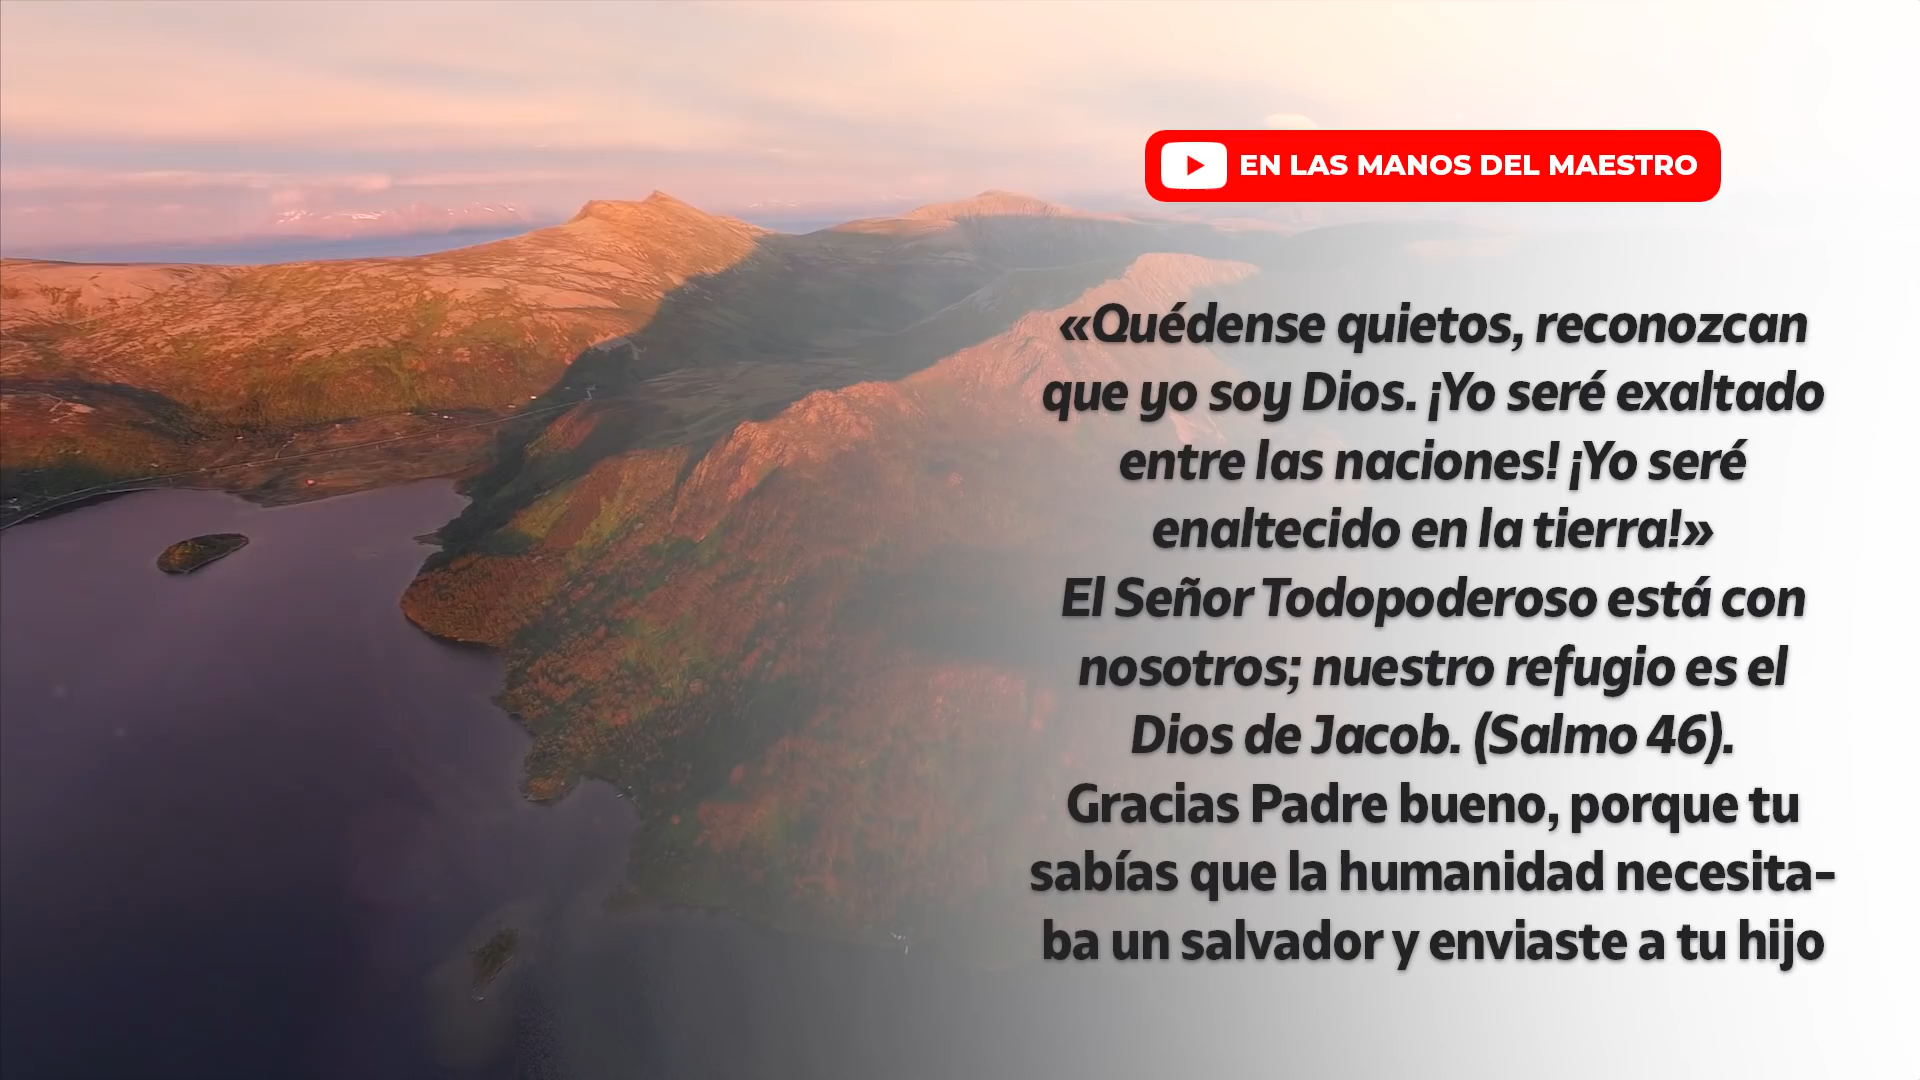 EN LAS MANOS DEL MAESTRO
«Quédense quietos, reconozcan
que yo soy Dios. ¡Yo seré exaltado
entre las naciones! ¡Yo seré
enaltecido en la tierra!»
El Señor Todopoderoso está con
nosotros; nuestro refugio es el
Dios de Jacob. (Salmo 46).
Gracias Padre bueno, porque tu
sabías que la humanidad necesita-
ba un salvador y enviaste a tu hijo